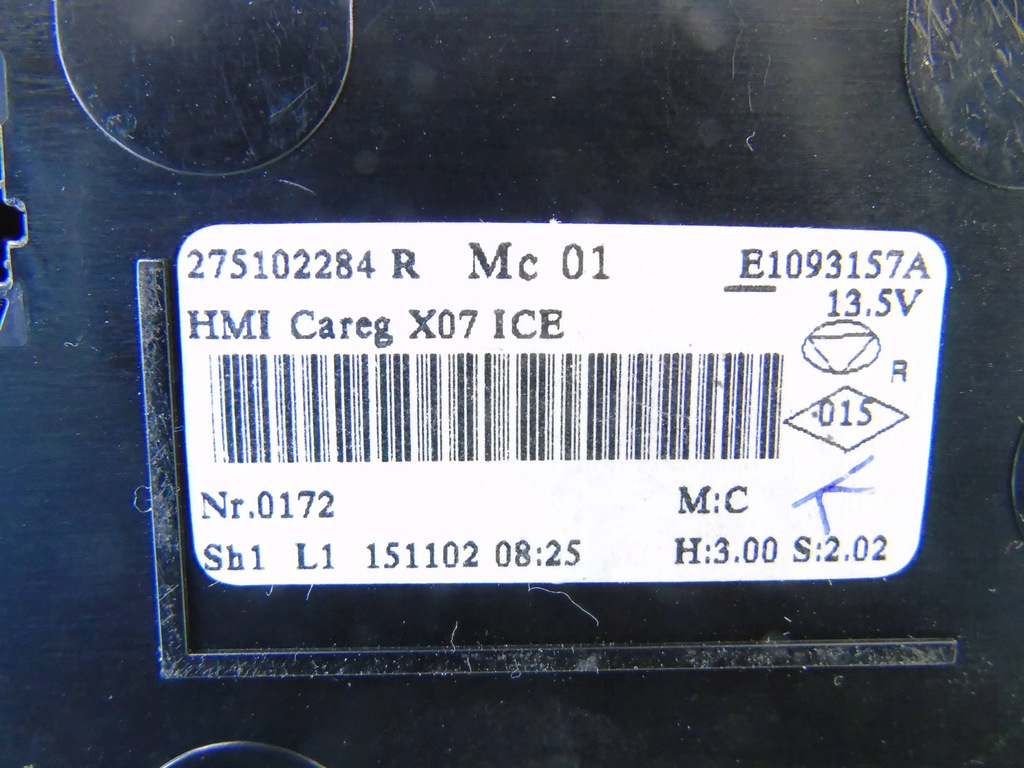 275102284 R Mc 01 E1093157A
13.5V
HMI Careg X07 ICE
R
015
Nr.0172 M:C
Sh1 L1 151102 08:25 H:3.00 S:2.02